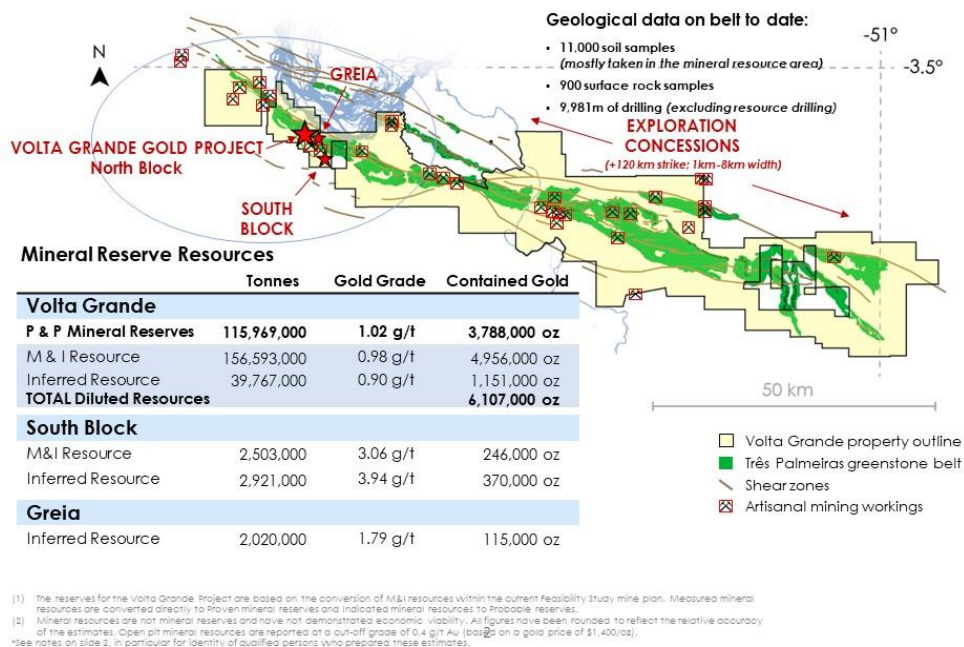 Geological data on belt to date:
▪ 11,000 soil samples
(mostly taken in the mineral resource area)
▪ 900 surface rock samples
▪ 9,981m of drilling (excluding resource drilling)
-51°
-3.5°
N
GREIA
VOLTA GRANDE GOLD PROJECT
North Block
SOUTH
BLOCK
EXPLORATION
CONCESSIONS
(+120 km strike; 1km-8km width)
Mineral Reserve Resources
Tonnes Gold Grade Contained Gold
Volta Grande
P & P Mineral Reserves 115,969,000 1.02 g/t 3,788,000 oz
M & I Resource 156,593,000 0.98 g/t 4,956,000 oz
Inferred Resource 39,767,000 0.90 g/t 1,151,000 oz
TOTAL Diluted Resources 6,107,000 oz
South Block
M&I Resource 2,503,000 3.06 g/t 246,000 oz
Inferred Resource 2,921,000 3.94 g/t 370,000 oz
Greia
Inferred Resource 2,020,000 1.79 g/t 115,000 oz
50 km
Volta Grande property outline
Três Palmeiras greenstone belt
Shear zones
Artisanal mining workings
(1) The reserves for the Volta Grande Project are based on the conversion of M&I resources within the current Feasibility Study mine plan. Measured mineral
resources are converted directly to Proven mineral reserves and Indicated mineral resources to Probable reserves.
(2) Mineral resources are not mineral reserves and have not demonstrated economic viability. All figures have been rounded to reflect the relative accuracy
of the estimates. Open pit mineral resources are reported at a cut-off grade of 0.4 g/t Au (based on a gold price of $1,400/oz).
*See notes on slide 2, in particular for identity of qualified persons who prepared these estimates.
2